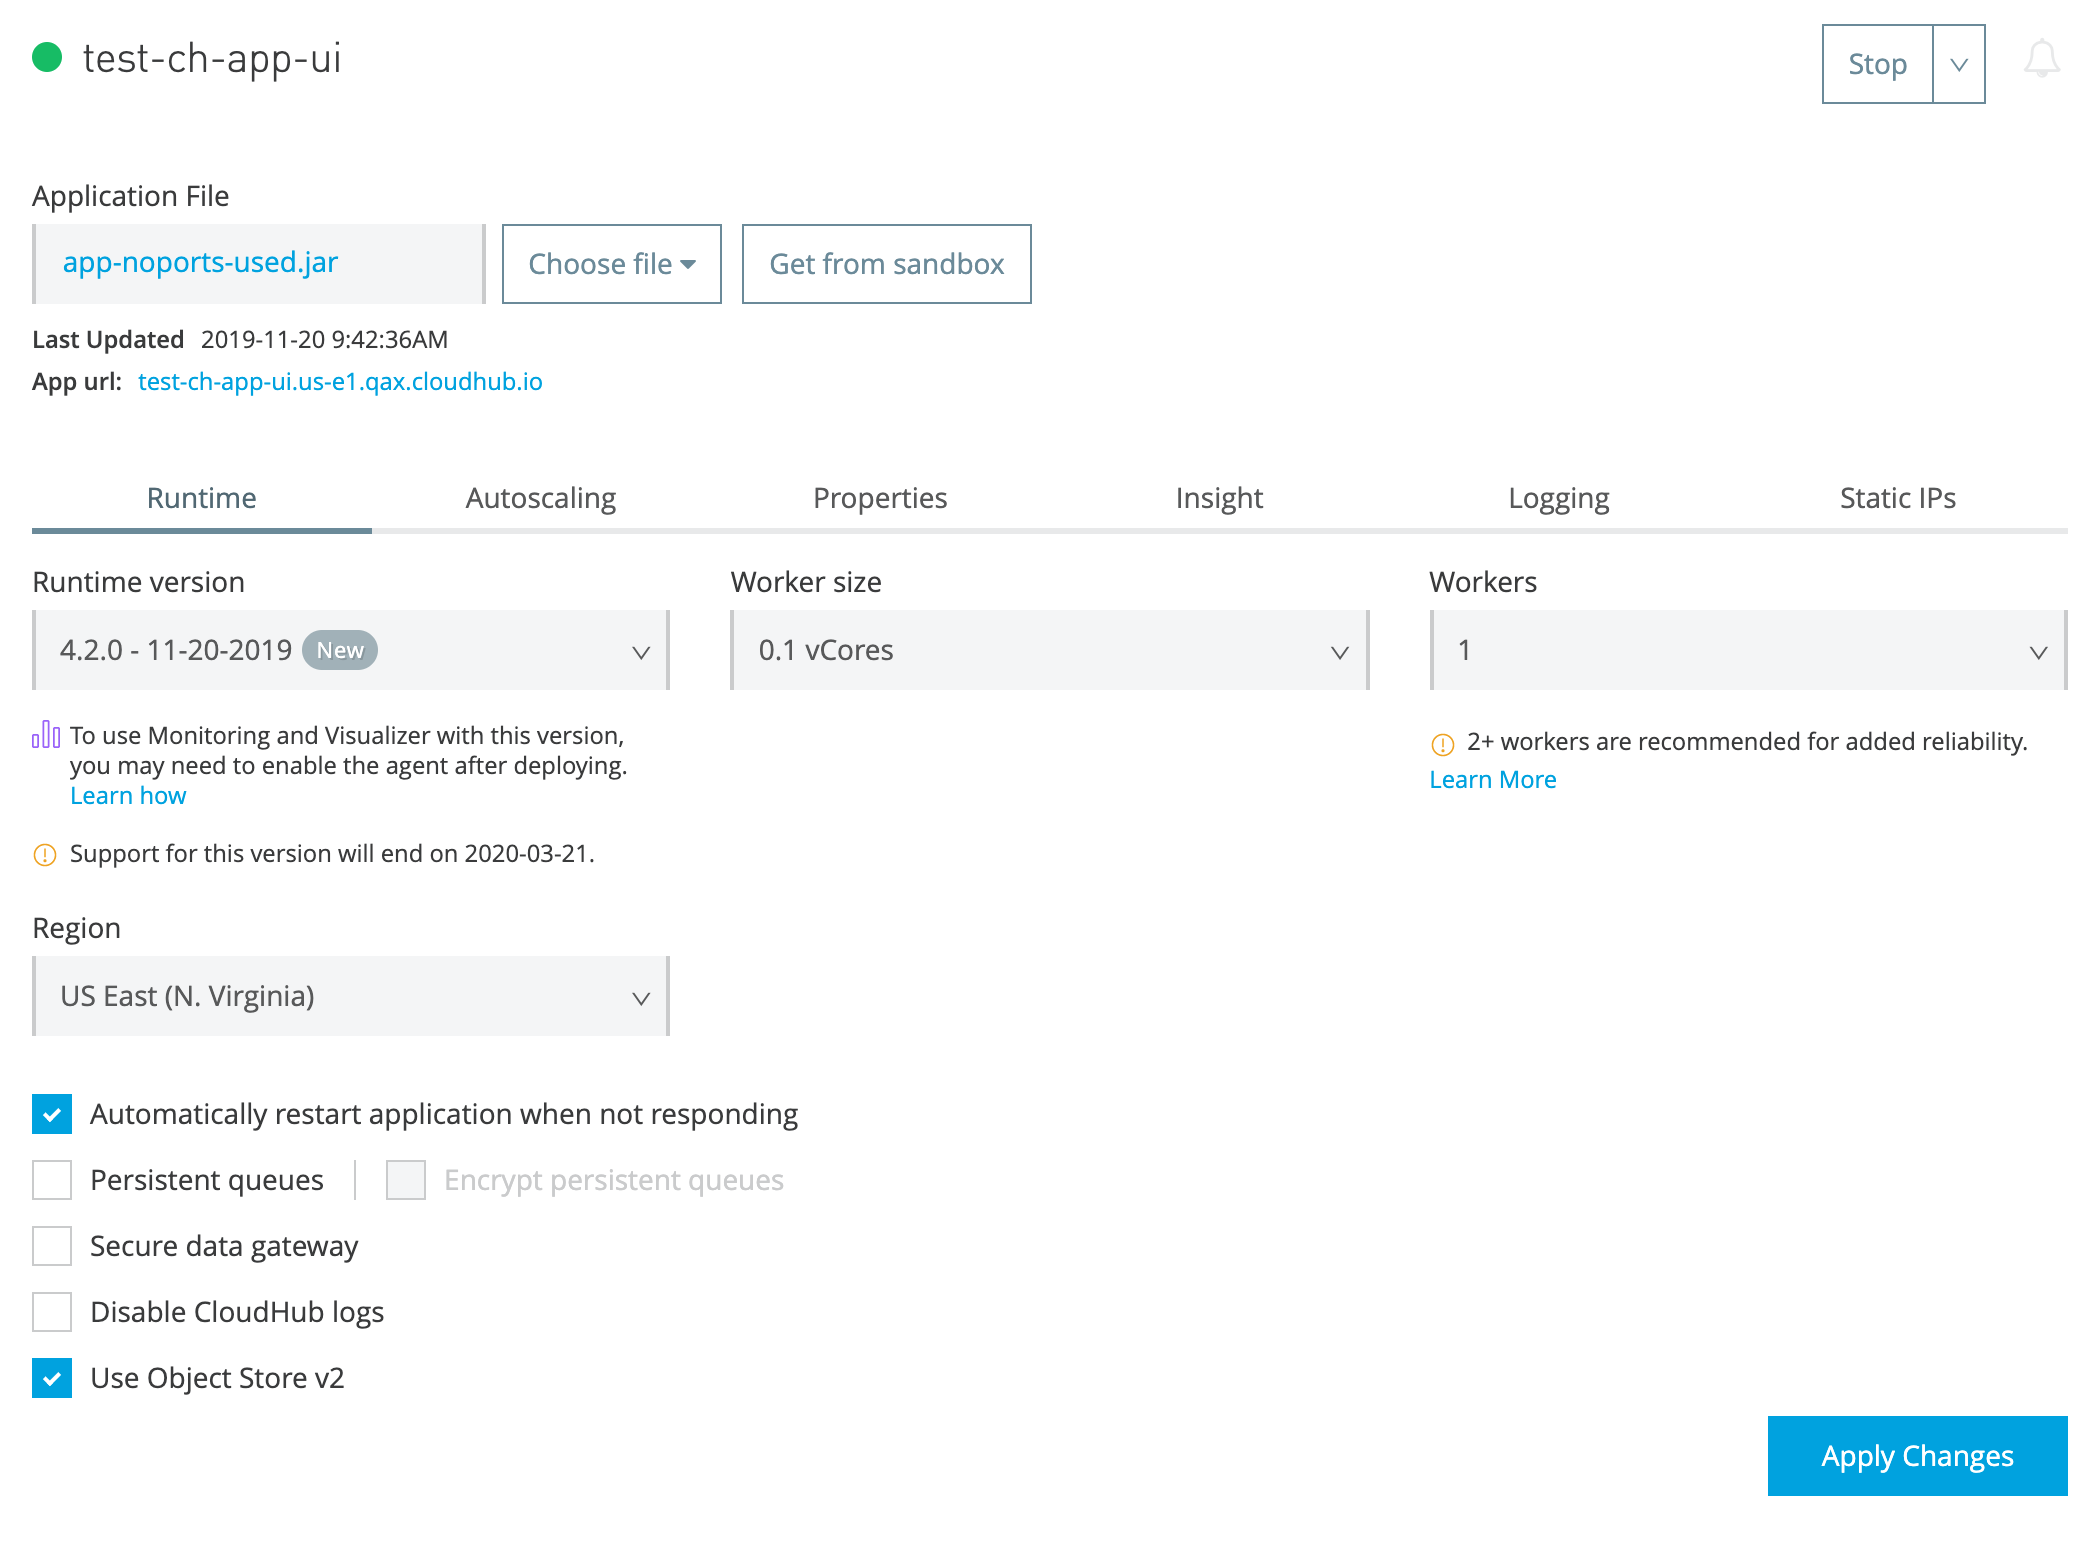 test-ch-app-ui
Stop
Application File
app-noports-used.jar
Choose file
Get from sandbox
Last Updated 2019-11-20 9:42:36AM
App url: test-ch-app-ui.us-e1.qax.cloudhub.io
Runtime Autoscaling Properties Insight Logging Static IPs
Runtime version
4.2.0 - 11-20-2019 New
To use Monitoring and Visualizer with this version,
you may need to enable the agent after deploying.
Learn how
Support for this version will end on 2020-03-21.
Worker size
0.1 vCores
Workers
1
2+ workers are recommended for added reliability.
Learn More
Region
US East (N. Virginia)
Automatically restart application when not responding
Persistent queues
Encrypt persistent queues
Secure data gateway
Disable CloudHub logs
Use Object Store v2
Apply Changes